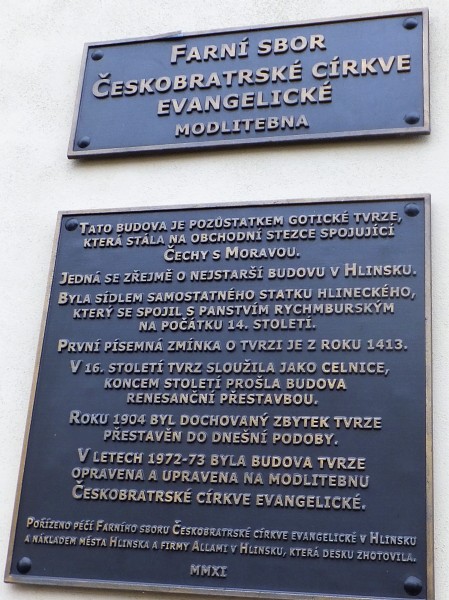 Farní sbor
Českobratrské církve
evangelické
modlitebna
Tato budova je pozůstatkem gotické tvrze,
která stála na obchodní stezce spojující
Čechy s Moravou.
Jedná se zřejmě o nejstarší budovu v Hlinsku.
Byla sídlem samostatného statku hlineckého,
který se spojil s panstvím rychmburským
na počátku 14. století.
První písemná zmínka o tvrzi je z roku 1413.
V 16. století tvrz sloužila jako celnice,
koncem století prošla budova
renesanční přestavbou.
Roku 1904 byl dochovaný zbytek tvrze
přestavěn do dnešní podoby.
V letech 1972-73 byla budova tvrze
opravena a upravena na modlitebnu
Českobratrské církve evangelické.
Pořízeno péčí Farního sboru Českobratrské církve evangelické v Hlinsku
a nákladem města Hlinska a firmy Allami v Hlinsku, která desku zhotovila.
MMXI